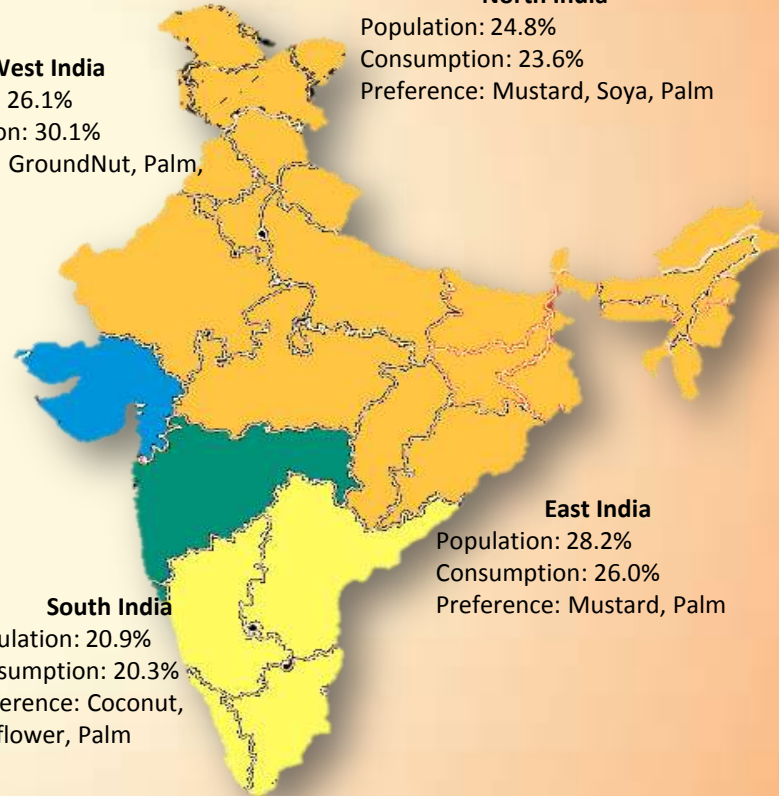 North India
Population: 24.8%
Consumption: 23.6%
Preference: Mustard, Soya, Palm
West India
26.1%
on: 30.1%
GroundNut, Palm,
East India
Population: 28.2%
Consumption: 26.0%
Preference: Mustard, Palm
South India
ulation: 20.9%
sumption: 20.3%
erence: Coconut,
flower, Palm